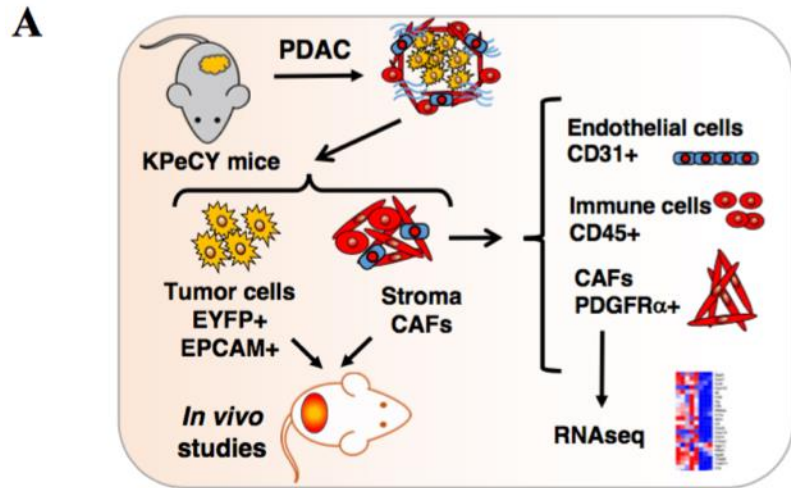 A
PDAC
KPeCY mice
Endothelial cells
CD31+
Immune cells
CD45+
CAFs
PDGFRα+
Tumor cells
EYFP+
EPCAM+
Stroma
CAFs
In vivo
studies
RNAseq